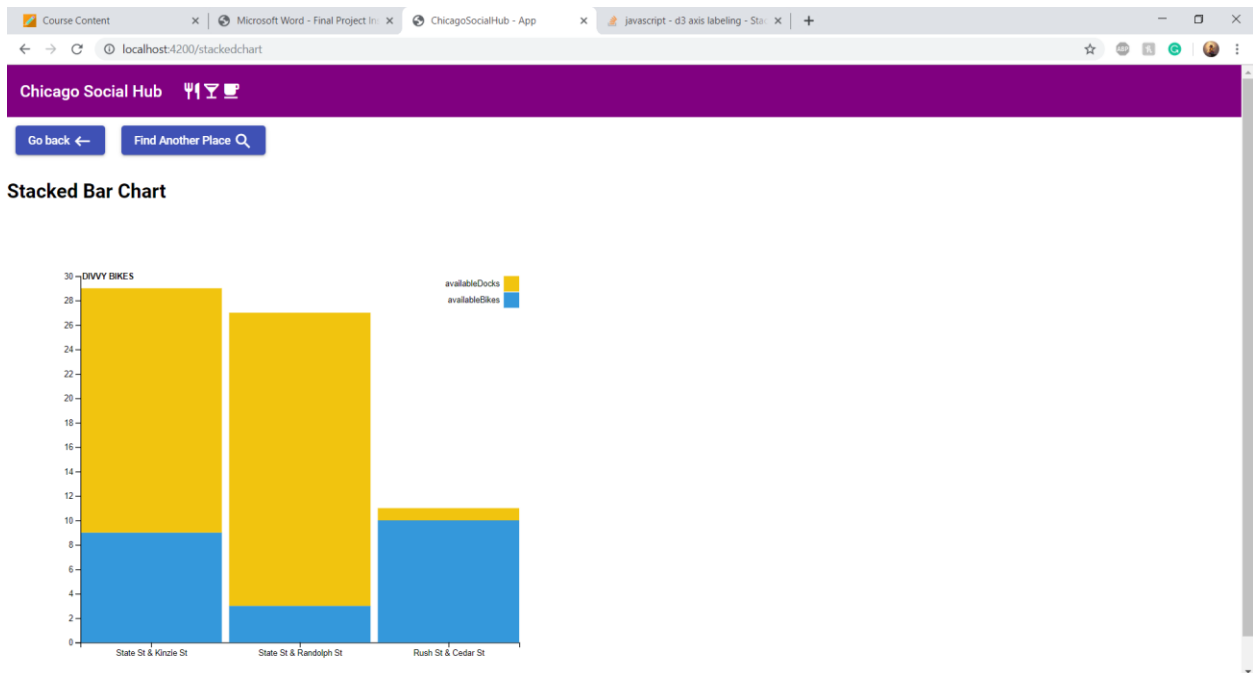 Course Content
Microsoft Word - Final Project In
ChicagoSocialHub - App
javascript - d3 axis labeling - Stac
localhost:4200/stackedchart
ABP
Chicago Social Hub
Go back
Find Another Place
Stacked Bar Chart
DIVVY BIKES
availableDocks
availableBikes
30
28
26
24
22
20
18
16
14
12
10
8
6
4
2
0
State St & Kinzie St
State St & Randolph St
Rush St & Cedar St